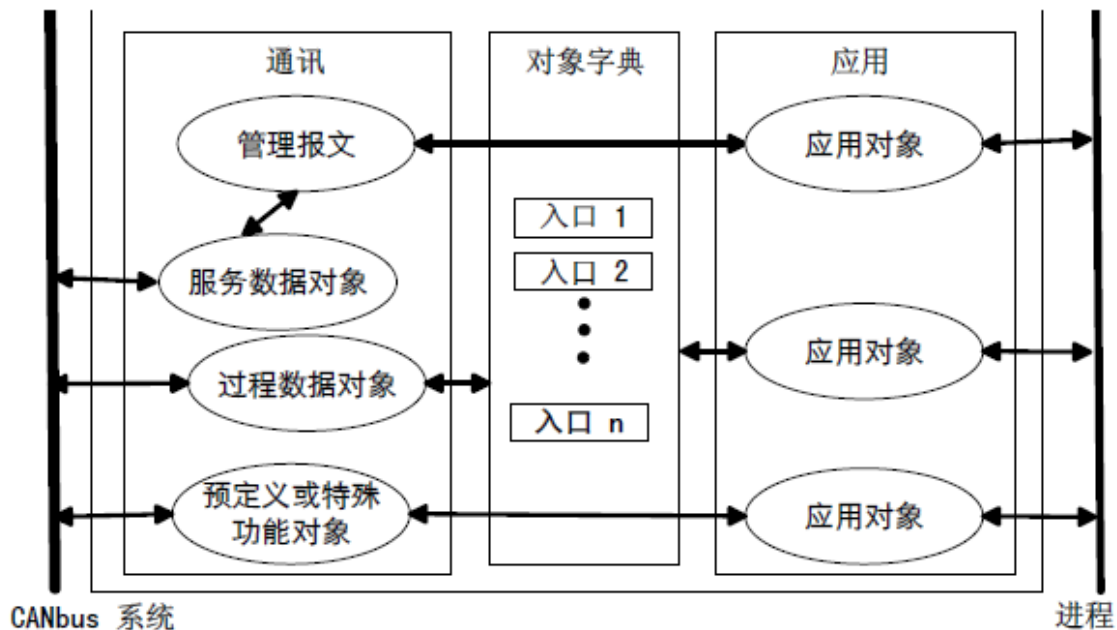 通讯
对象字典
应用
管理报文
应用对象
入口 1
入口 2
服务数据对象
过程数据对象
应用对象
入口 n
预定义或特殊
功能对象
应用对象
CANbus 系统
进程